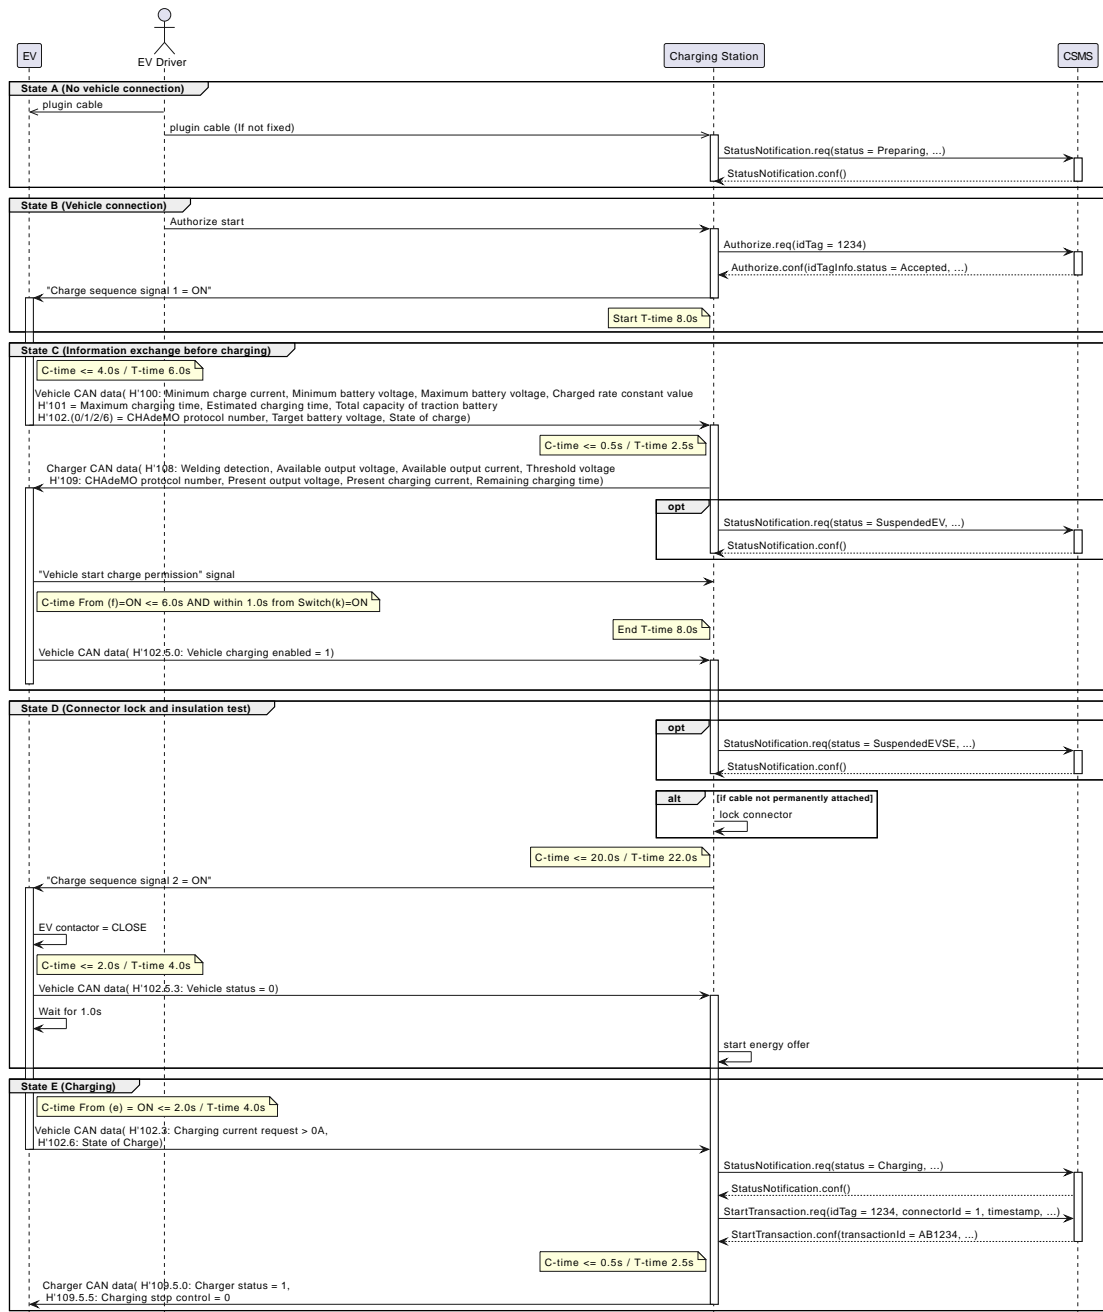 EV
EV Driver
Charging Station
CSMS
State A (No vehicle connection)
plugin cable
plugin cable (If not fixed)
StatusNotification.req(status = Preparing, ...)
StatusNotification.conf()
State B (Vehicle connection)
Authorize start
Authorize.req(idTag = 1234)
Authorize.conf(idTagInfo.status = Accepted, ...)
"Charge sequence signal 1 = ON"
Start T-time 8.0s
State C (Information exchange before charging)
C-time <= 4.0s / T-time 6.0s
Vehicle CAN data( H'100: Minimum charge current, Minimum battery voltage, Maximum battery voltage, Charged rate constant value
H'101 = Maximum charging time, Estimated charging time, Total capacity of traction battery
H'102.(0/1/2/6) = CHAdeMO protocol number, Target battery voltage, State of charge)
C-time <= 0.5s / T-time 2.5s
Charger CAN data( H'108: Welding detection, Available output voltage, Available output current, Threshold voltage
H'109: CHAdeMO protocol number, Present output voltage, Present charging current, Remaining charging time)
opt
StatusNotification.req(status = SuspendedEV, ...)
StatusNotification.conf()
"Vehicle start charge permission" signal
C-time From (f)=ON <= 6.0s AND within 1.0s from Switch(k)=ON
End T-time 8.0s
Vehicle CAN data( H'102.5.0: Vehicle charging enabled = 1)
State D (Connector lock and insulation test)
opt
StatusNotification.req(status = SuspendedEVSE, ...)
StatusNotification.conf()
alt [if cable not permanently attached]
lock connector
C-time <= 20.0s / T-time 22.0s
"Charge sequence signal 2 = ON"
EV contactor = CLOSE
C-time <= 2.0s / T-time 4.0s
Vehicle CAN data( H'102.5.3: Vehicle status = 0)
Wait for 1.0s
start energy offer
State E (Charging)
C-time From (e) = ON <= 2.0s / T-time 4.0s
Vehicle CAN data( H'102.3: Charging current request > 0A,
H'102.6: State of Charge)
StatusNotification.req(status = Charging, ...)
StatusNotification.conf()
StartTransaction.req(idTag = 1234, connectorId = 1, timestamp, ...)
StartTransaction.conf(transactionId = AB1234, ...)
C-time <= 0.5s / T-time 2.5s
Charger CAN data( H'109.5.0: Charger status = 1,
H'109.5.5: Charging stop control = 0